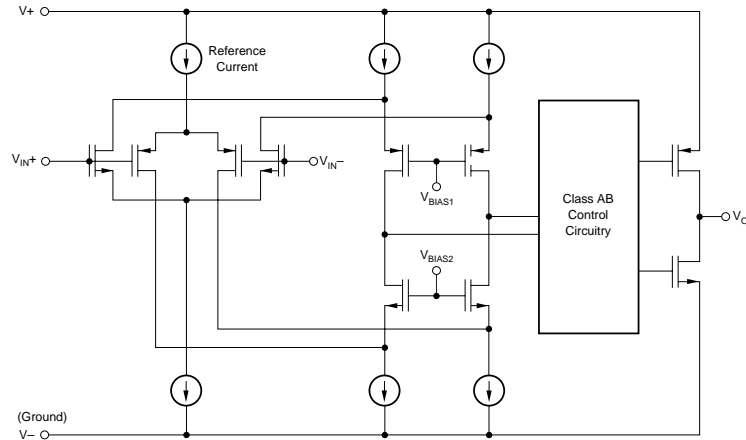 V+
Reference
Current
VIN+
VIN–
VBIAS1
VBIAS2
Class AB
Control
Circuitry
VO
(Ground)
V–